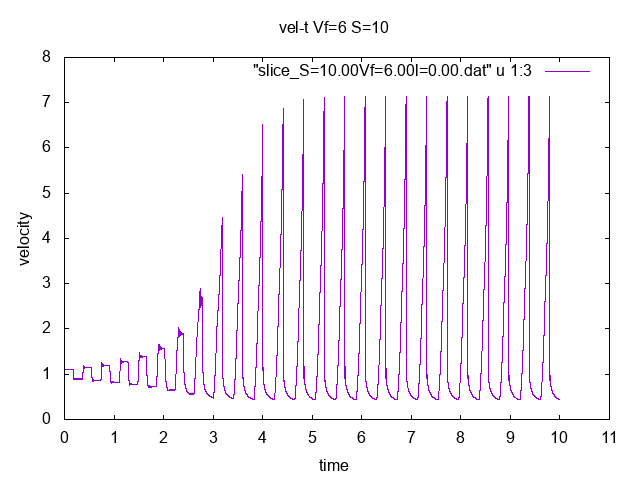 vel-t Vf=6 S=10
"slice_S=10.00Vf=6.00I=0.00.dat" u 1:3
8
7
6
5
4
3
2
1
0
velocity
0 1 2 3 4 5 6 7 8 9 10 11
time